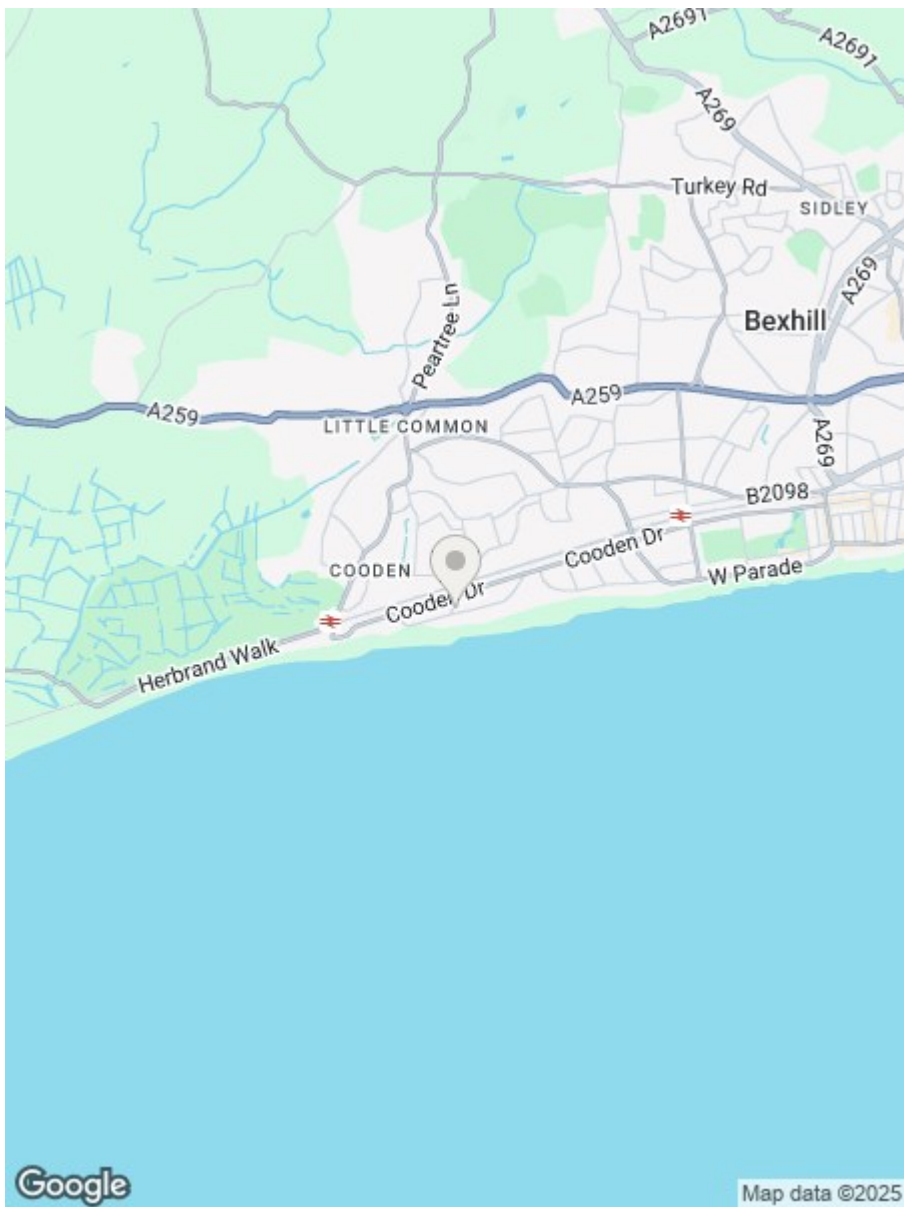 A2691
A2691
A269
Turkey Rd
SIDLEY
A269
Peartree Ln
Bexhill
A259
A259
LITTLE COMMON
A269
B2098
COODEN
Cooden Dr
W Parade
Cooden Dr
Herbrand Walk
Google
Map data ©2025